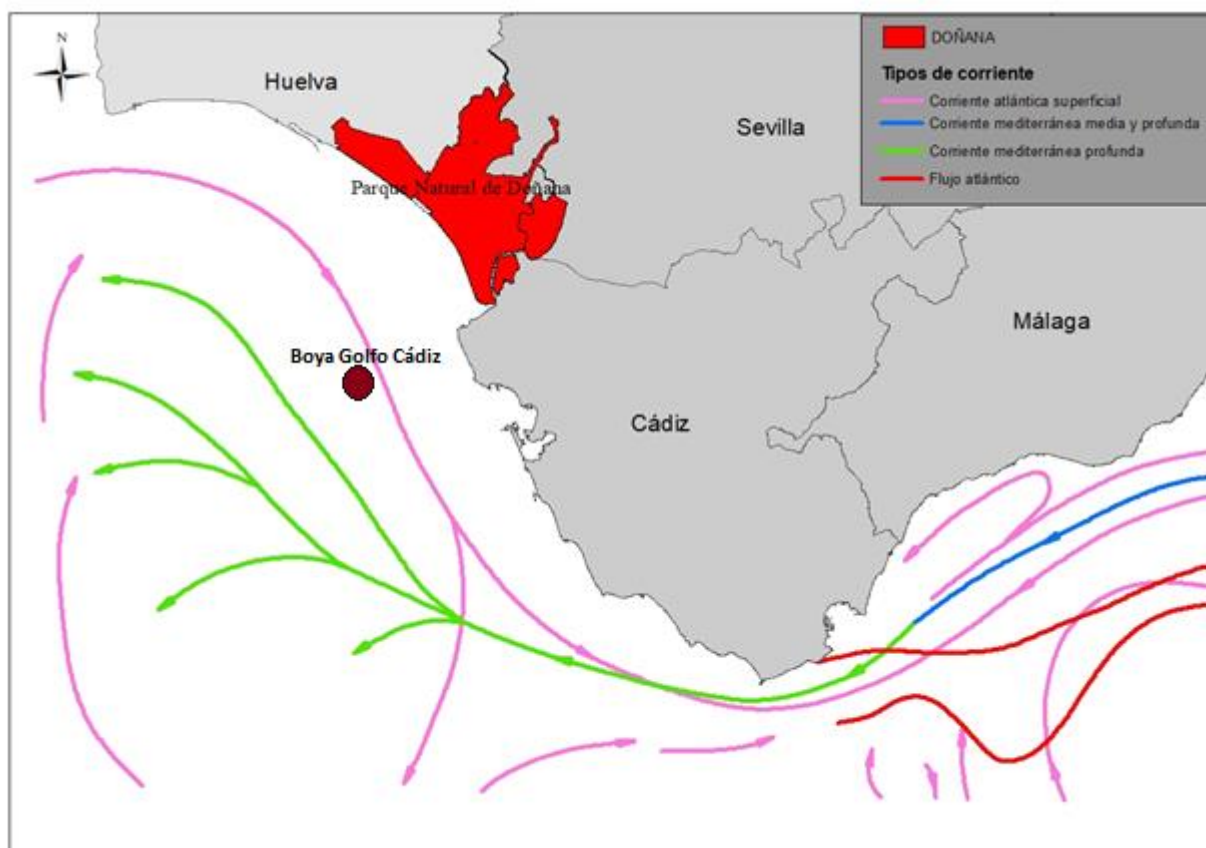 N
Huelva
Sevilla
DOÑANA
Tipos de corriente
Corriente atlántica superficial
Corriente mediterránea media y profunda
Corriente mediterránea profunda
Flujo atlántico
Parque Natural de Doñana
Málaga
Boya Golfo Cádiz
Cádiz